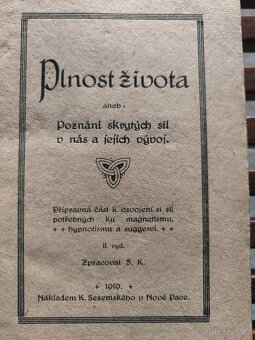 Plnost života
aneb:
Poznání skrytých sil
v nás a jejich vývoj.
Přípravná část k osvojení si sil
potřebných ku magnetismu,
++ hypnotismu a suggesci. ++
II. vyd.
Zpracoval S. K.
+ 1919. +
Nákladem K. Sezemského v Nové Pace.